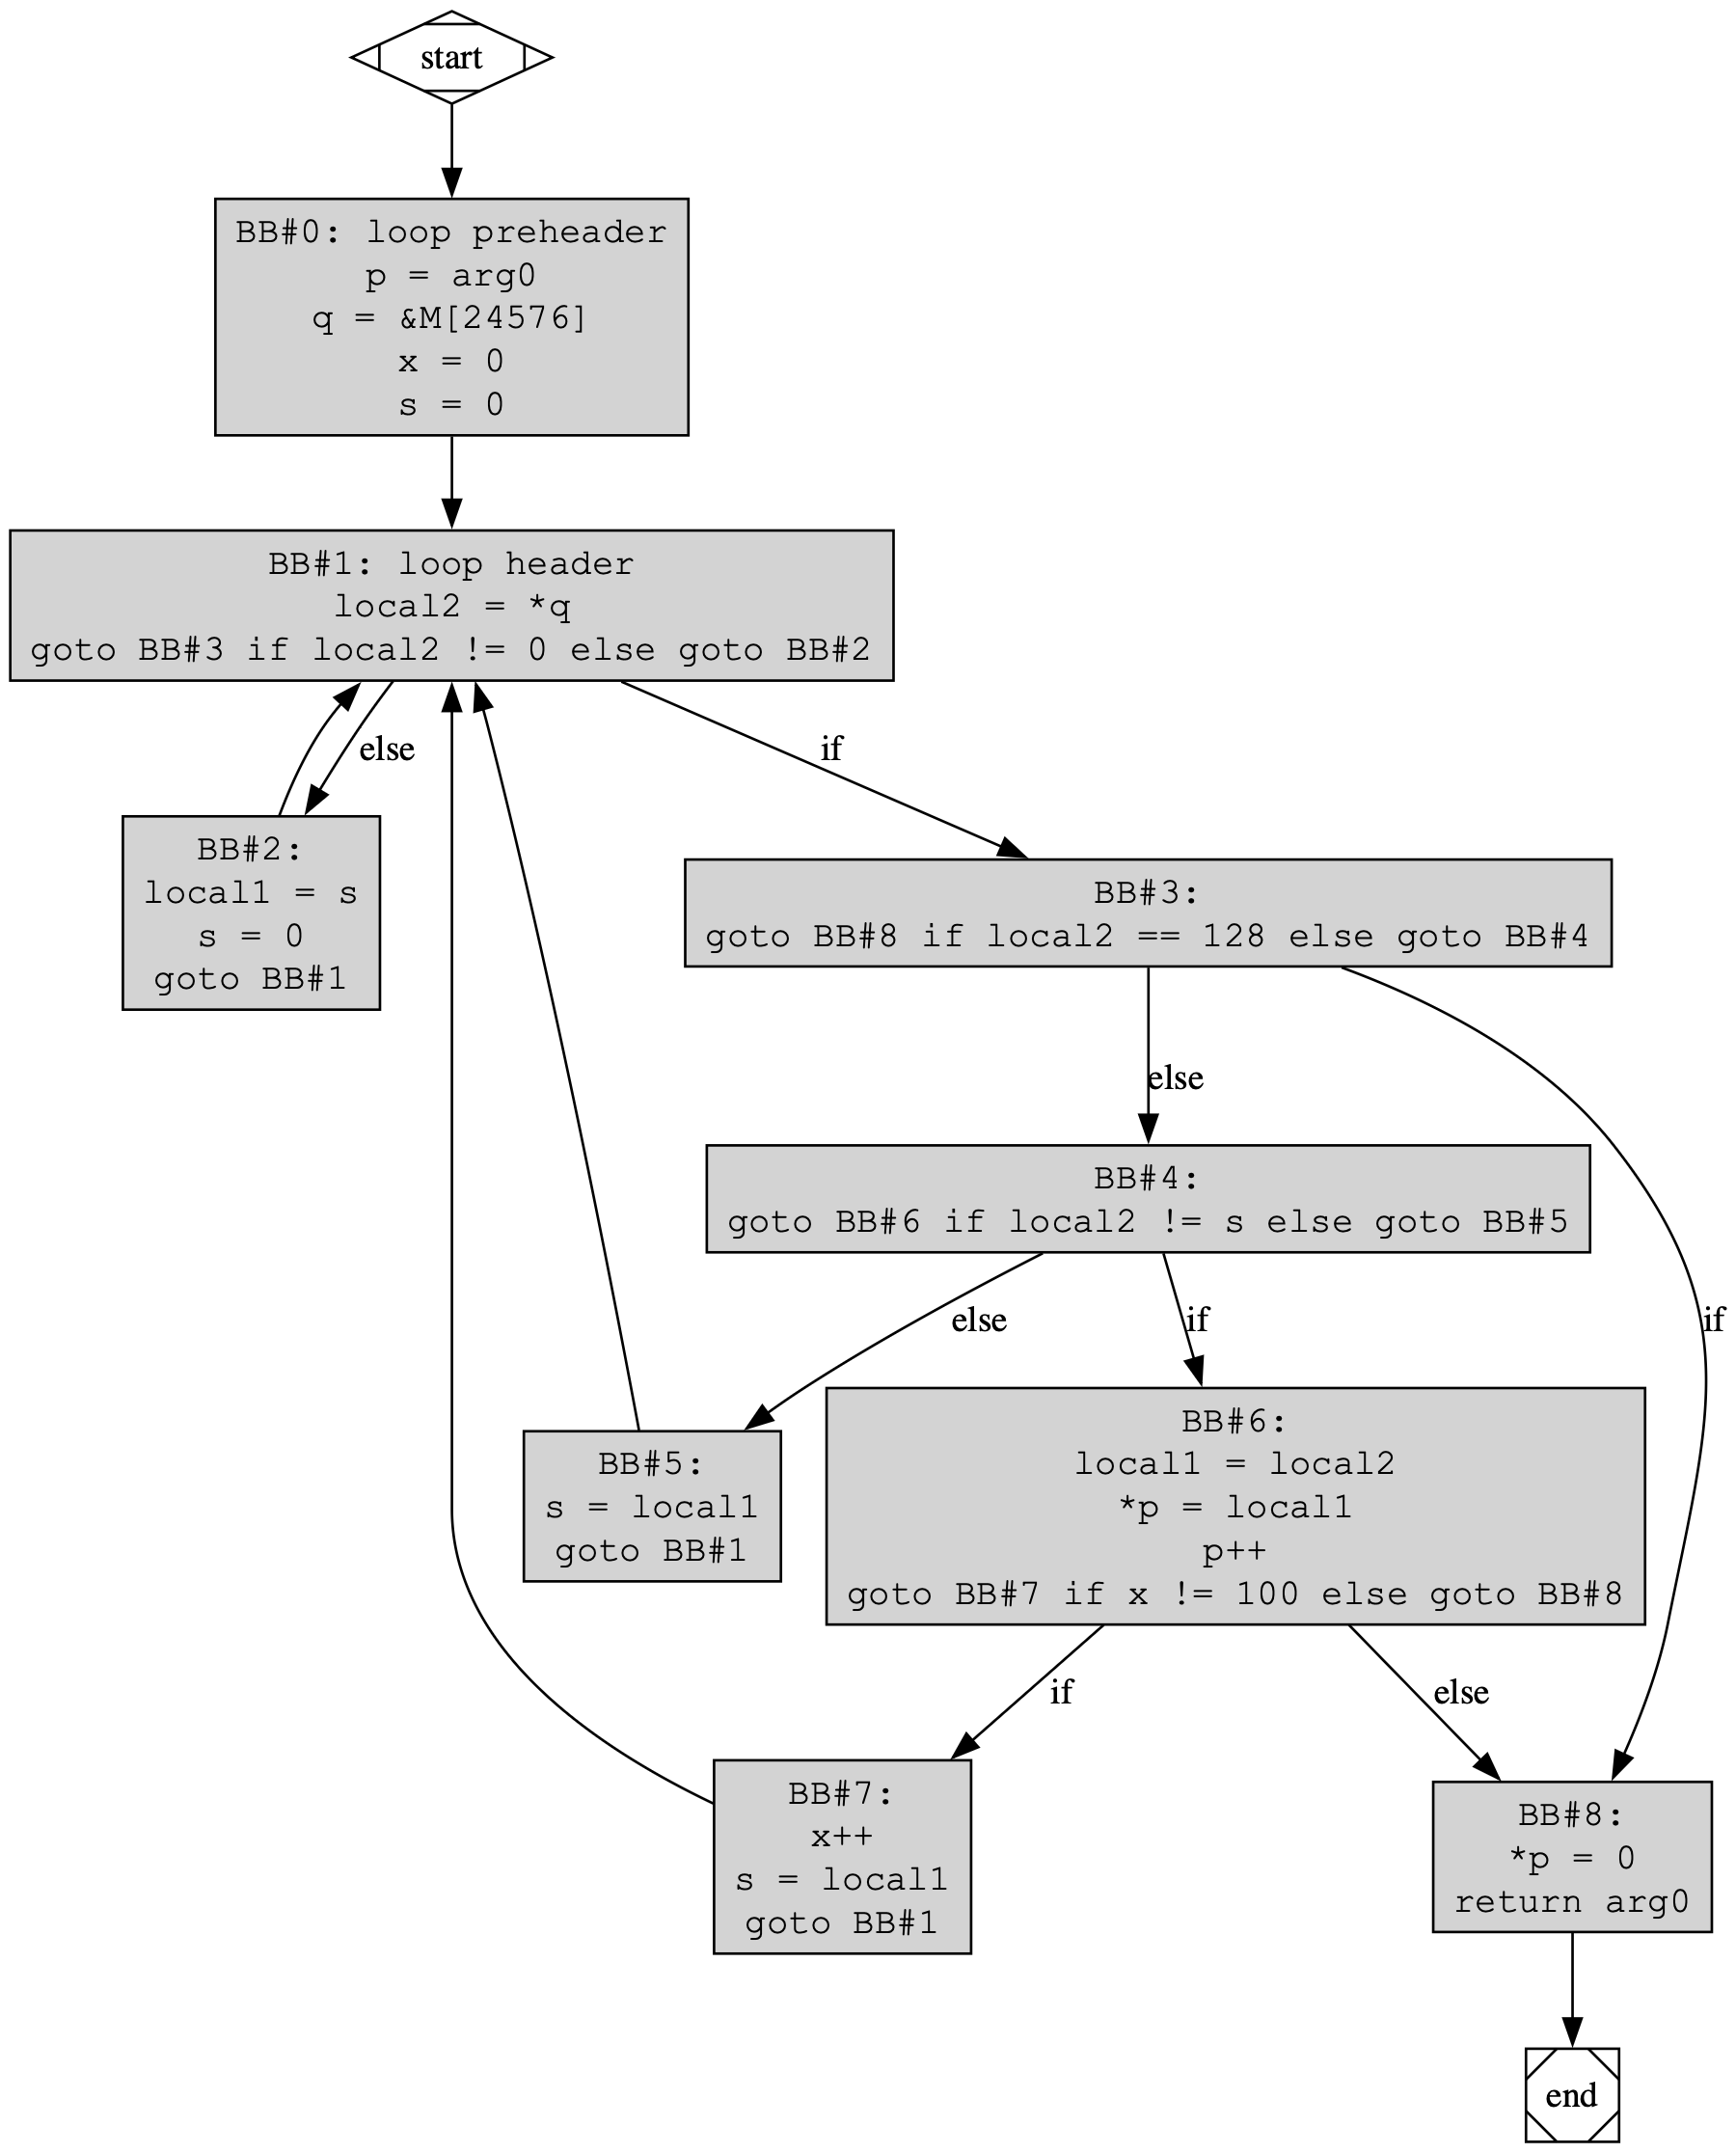 start
BB#0: loop preheader
p = arg0
q = &M[24576]
x = 0
s = 0
BB#1: loop header
local2 = *q
goto BB#3 if local2 != 0 else goto BB#2
else
if
BB#2:
local1 = s
s = 0
goto BB#1
BB#3:
goto BB#8 if local2 == 128 else goto BB#4
else
if
BB#4:
goto BB#6 if local2 != s else goto BB#5
else
if
BB#5:
s = local1
goto BB#1
BB#6:
local1 = local2
*p = local1
p++
goto BB#7 if x != 100 else goto BB#8
if
else
BB#7:
x++
s = local1
goto BB#1
BB#8:
*p = 0
return arg0
end